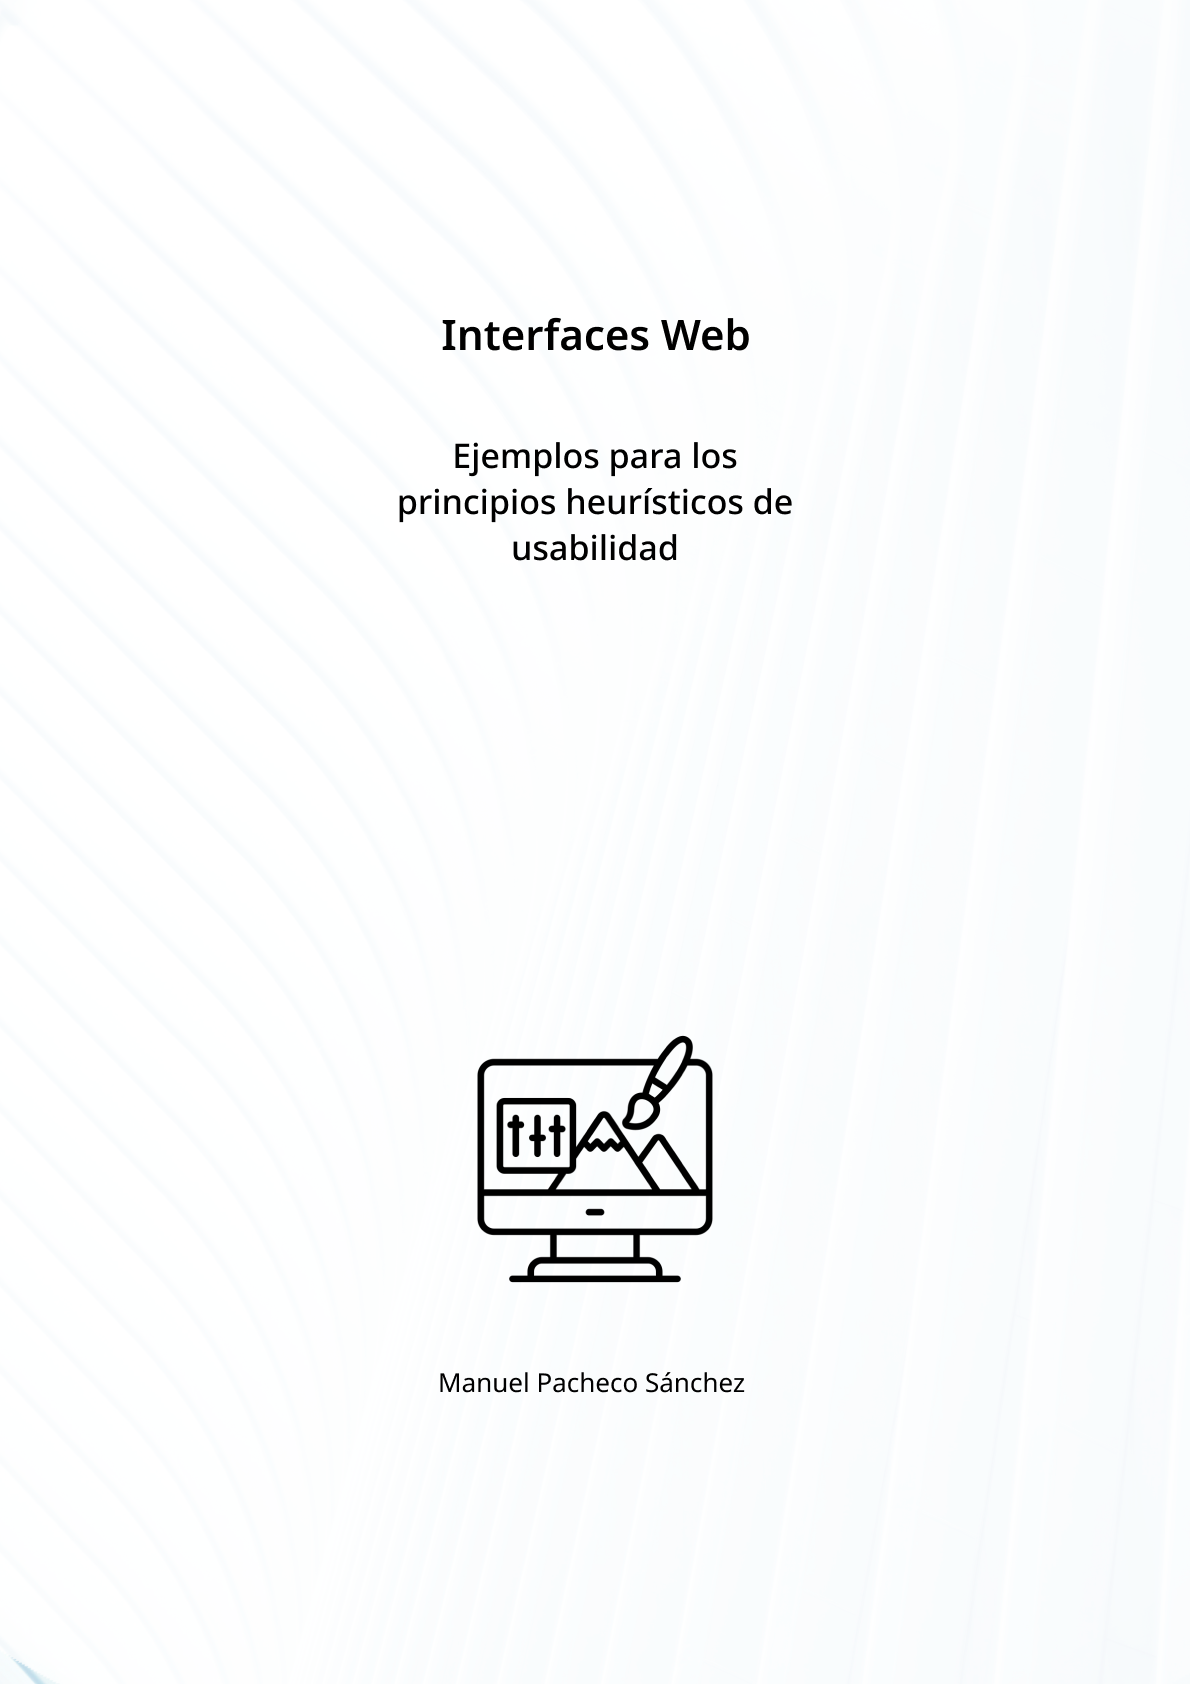 Interfaces Web
Ejemplos para los
principios heurísticos de
usabilidad
Manuel Pacheco Sánchez